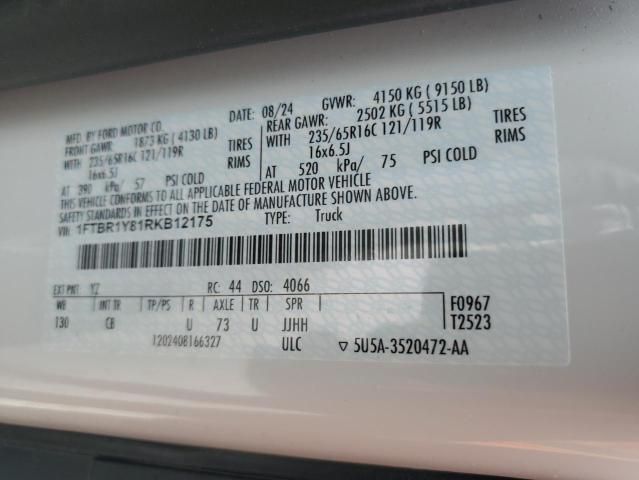 MFD. BY FORD MOTOR CO.
DATE: 08/24 GVWR: 4150 KG ( 9150 LB)
FRONT GAWR: 1873 KG ( 4130 LB) REAR GAWR: 2502 KG ( 5515 LB)
WITH 235/65R16C 121/119R TIRES WITH 235/65R16C 121/119R TIRES
16x6.5J RIMS 16x6.5J RIMS
AT 390 kPa/ 57 PSI COLD AT 520 kPa/ 75 PSI COLD
THIS VEHICLE CONFORMS TO ALL APPLICABLE FEDERAL MOTOR VEHICLE
SAFETY STANDARDS IN EFFECT ON THE DATE OF MANUFACTURE SHOWN ABOVE.
VIN: 1FTBR1Y81RKB12175 TYPE: Truck
EXT PNT: YZ RC: 44 DSO: 4066
WB INT TR TP/PS R AXLE TR SPR F0967
130 CB U 73 U JJHH T2523
1202408166327 ULC ▽ 5U5A-3520472-AA